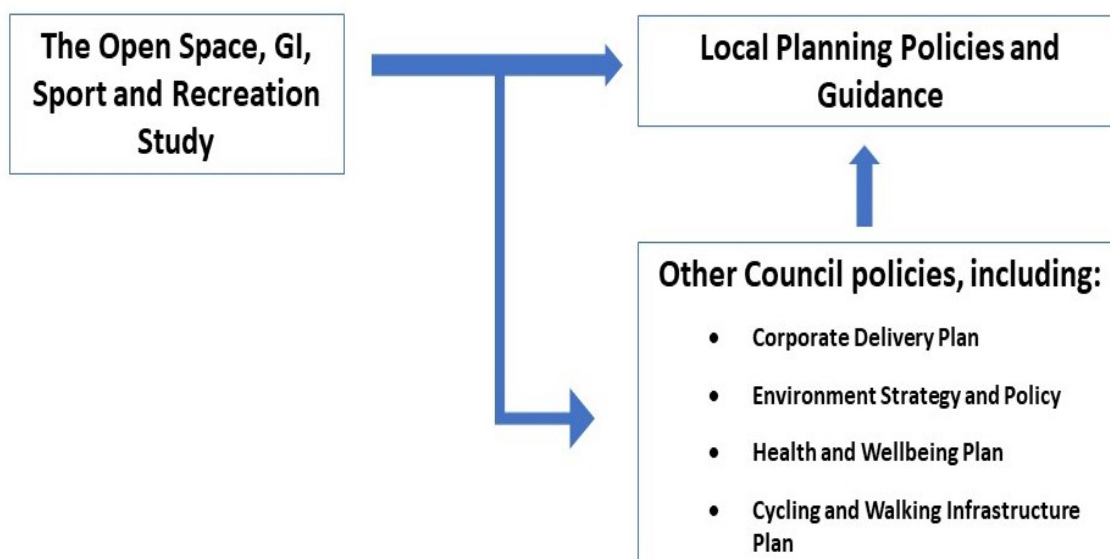 The Open Space, GI,
Sport and Recreation
Study
Local Planning Policies and
Guidance
Other Council policies, including:
• Corporate Delivery Plan
• Environment Strategy and Policy
• Health and Wellbeing Plan
• Cycling and Walking Infrastructure
Plan